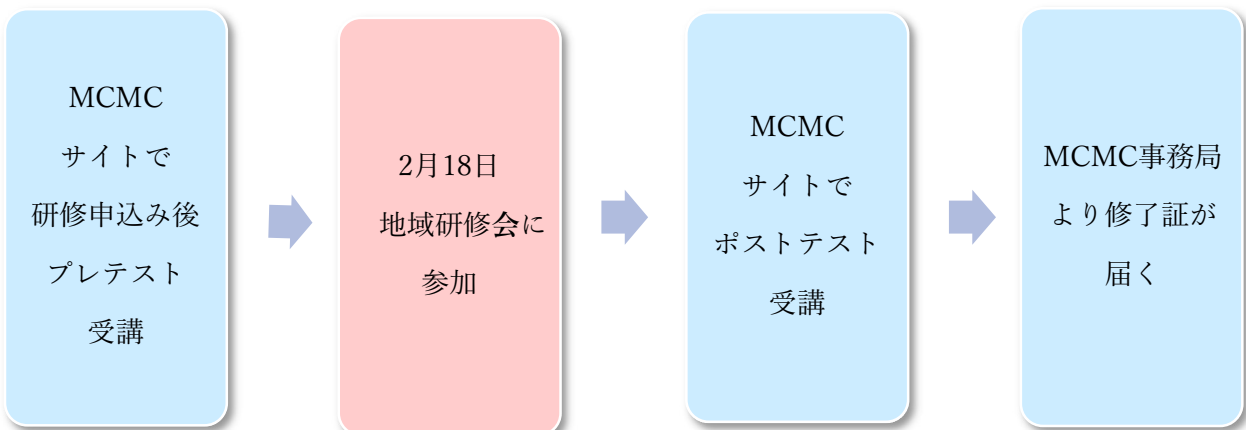 MCMC
サイトで
研修申込み後
プレテスト
受講
2月18日
地域研修会に
参加
MCMC
サイトで
ポストテスト
受講
MCMC事務局
より修了証が
届く